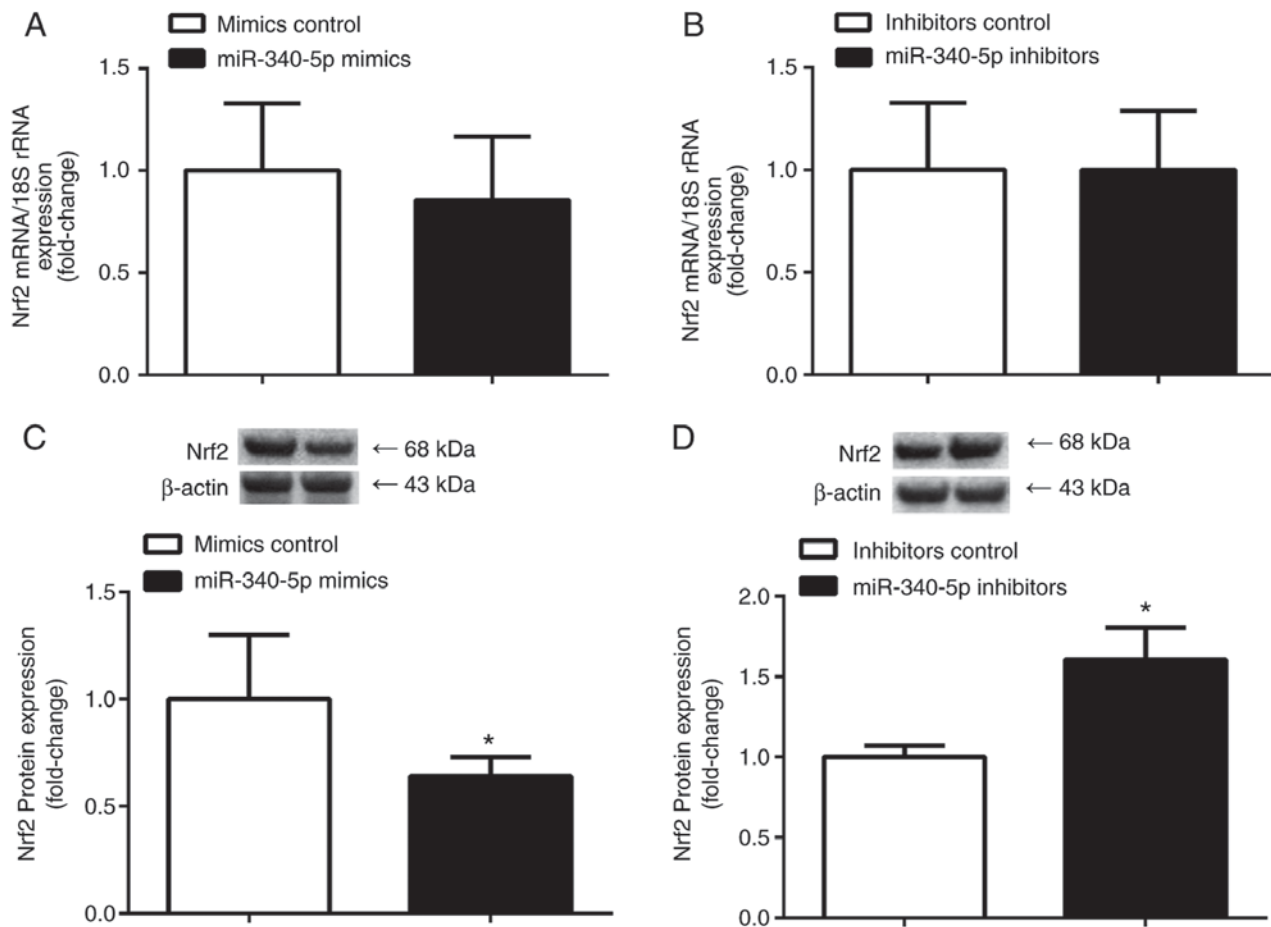 A
Mimics control
miR-340-5p mimics
Nrf2 mRNA/18S rRNA
expression
(fold-change)
1.5
1.0
0.5
0.0
B
Inhibitors control
miR-340-5p inhibitors
Nrf2 mRNA/18S rRNA
expression
(fold-change)
1.5
1.0
0.5
0.0
C
Nrf2
← 68 kDa
β-actin
← 43 kDa
Mimics control
miR-340-5p mimics
Nrf2 Protein expression
(fold-change)
1.5
1.0
0.5
0.0
*
D
Nrf2
← 68 kDa
β-actin
← 43 kDa
Inhibitors control
miR-340-5p inhibitors
Nrf2 Protein expression
(fold-change)
2.0
1.5
1.0
0.5
0.0
*